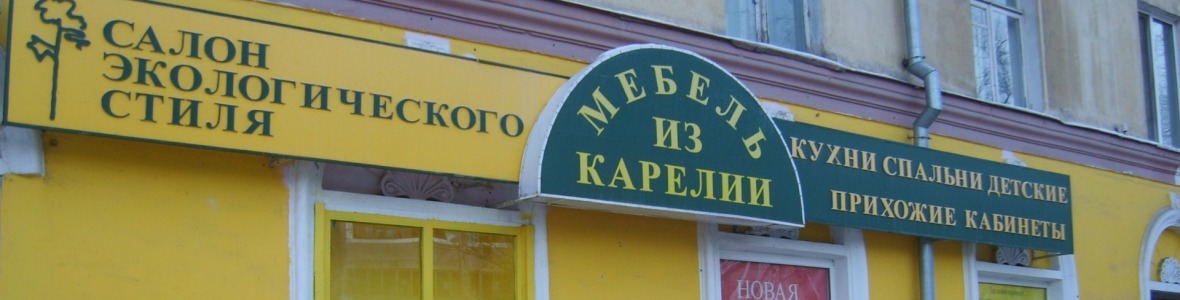 САЛОН
ЭКОЛОГИЧЕСКОГО
СТИЛЯ
МЕБЕЛЬ
ИЗ
КАРЕЛИИ
КУХНИ СПАЛЬНИ ДЕТСКИЕ
ПРИХОЖИЕ КАБИНЕТЫ
НОВАЯ